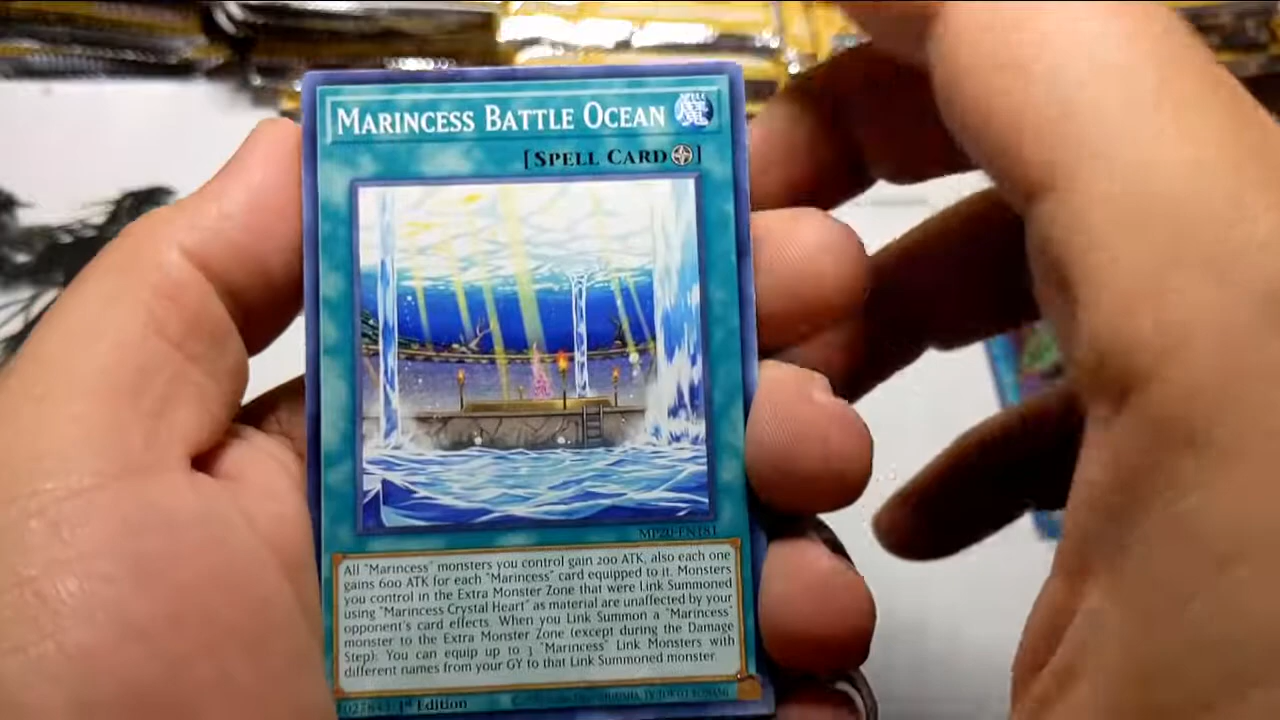 MARINCESS BATTLE OCEAN
[SPELL CARD]
MP20-EN181
All "Marincess" monsters you control gain 200 ATK, also each one
gains 600 ATK for each "Marincess" card equipped to it. Monsters
you control in the Extra Monster Zone that were Link Summoned
using "Marincess Crystal Heart" as material are unaffected by your
opponent's card effects. When you Link Summon a "Marincess"
monster to the Extra Monster Zone (except during the Damage
Step): You can equip up to 3 "Marincess" Link Monsters with
different names from your GY to that Link Summoned monster.
1st Edition